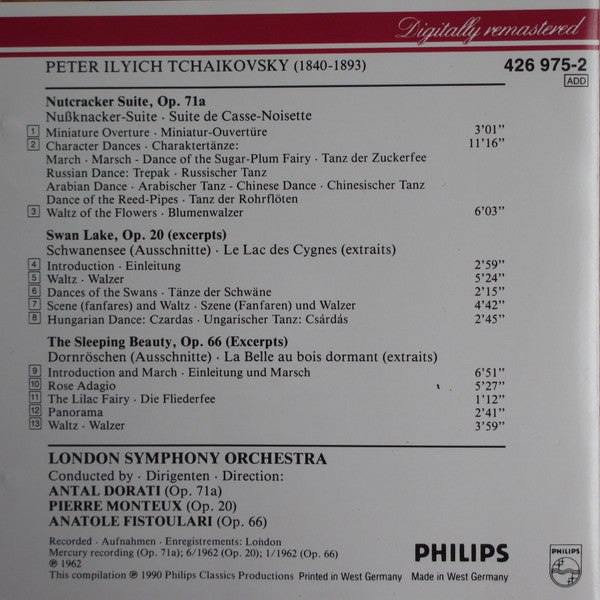 Digitally remastered
PETER ILYICH TCHAIKOVSKY (1840-1893)
426 975-2
ADD
Nutcracker Suite, Op. 71a
Nußknacker-Suite · Suite de Casse-Noisette
1 Miniature Overture · Miniatur-Ouvertüre 3'01"
2 Character Dances · Charaktertänze: 11'16"
March · Marsch - Dance of the Sugar-Plum Fairy · Tanz der Zuckerfee
Russian Dance: Trepak · Russischer Tanz
Arabian Dance · Arabischer Tanz - Chinese Dance · Chinesischer Tanz
Dance of the Reed-Pipes · Tanz der Rohrflöten
3 Waltz of the Flowers · Blumenwalzer 6'03"
Swan Lake, Op. 20 (excerpts)
Schwanensee (Ausschnitte) · Le Lac des Cygnes (extraits)
4 Introduction · Einleitung 2'59"
5 Waltz · Walzer 5'24"
6 Dances of the Swans · Tänze der Schwäne 2'15"
7 Scene (fanfares) and Waltz · Szene (Fanfaren) und Walzer 4'42"
8 Hungarian Dance: Czardas · Ungarischer Tanz: Csárdás 2'45"
The Sleeping Beauty, Op. 66 (Excerpts)
Dornröschen (Ausschnitte) · La Belle au bois dormant (extraits)
9 Introduction and March · Einleitung und Marsch 6'51"
10 Rose Adagio 5'27"
11 The Lilac Fairy · Die Fliederfee 1'12"
12 Panorama 2'41"
13 Waltz · Walzer 3'59"
LONDON SYMPHONY ORCHESTRA
Conducted by · Dirigenten · Direction:
ANTAL DORATI (Op. 71a)
PIERRE MONTEUX (Op. 20)
ANATOLE FISTOULARI (Op. 66)
Recorded · Aufnahmen · Enregistrements: London
Mercury recording (Op. 71a); 6/1962 (Op. 20); 1/1962 (Op. 66)
℗ 1962
This compilation ℗ 1990 Philips Classics Productions Printed in West Germany
PHILIPS
Made in West Germany
PHILIPS